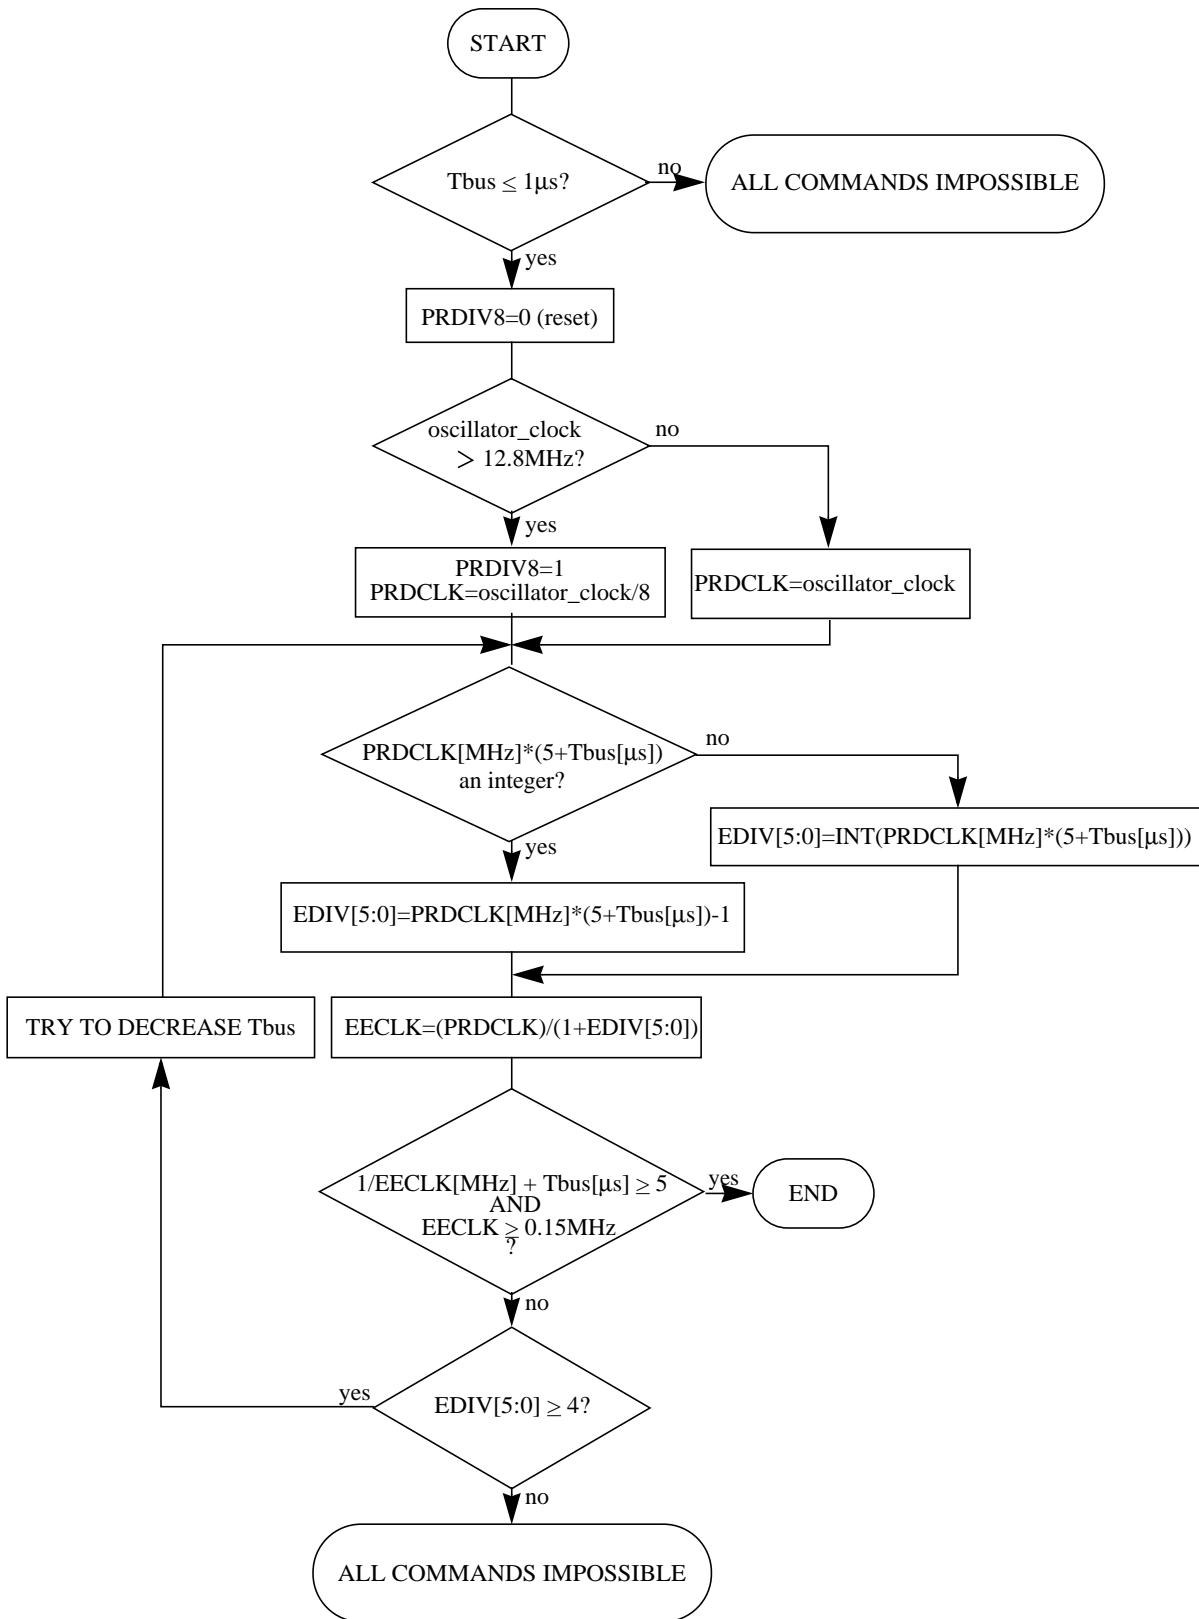 START
Tbus ≤ 1μs?
no
ALL COMMANDS IMPOSSIBLE
yes
PRDIV8=0 (reset)
oscillator_clock
> 12.8MHz?
no
yes
PRDIV8=1
PRDCLK=oscillator_clock/8
PRDCLK=oscillator_clock
PRDCLK[MHz]*(5+Tbus[μs])
an integer?
no
yes
EDIV[5:0]=INT(PRDCLK[MHz]*(5+Tbus[μs]))
EDIV[5:0]=PRDCLK[MHz]*(5+Tbus[μs])-1
TRY TO DECREASE Tbus
EECLK=(PRDCLK)/(1+EDIV[5:0])
1/EECLK[MHz] + Tbus[μs] ≥ 5
AND
EECLK ≥ 0.15MHz
?
yes
END
no
yes
EDIV[5:0] ≥ 4?
no
ALL COMMANDS IMPOSSIBLE